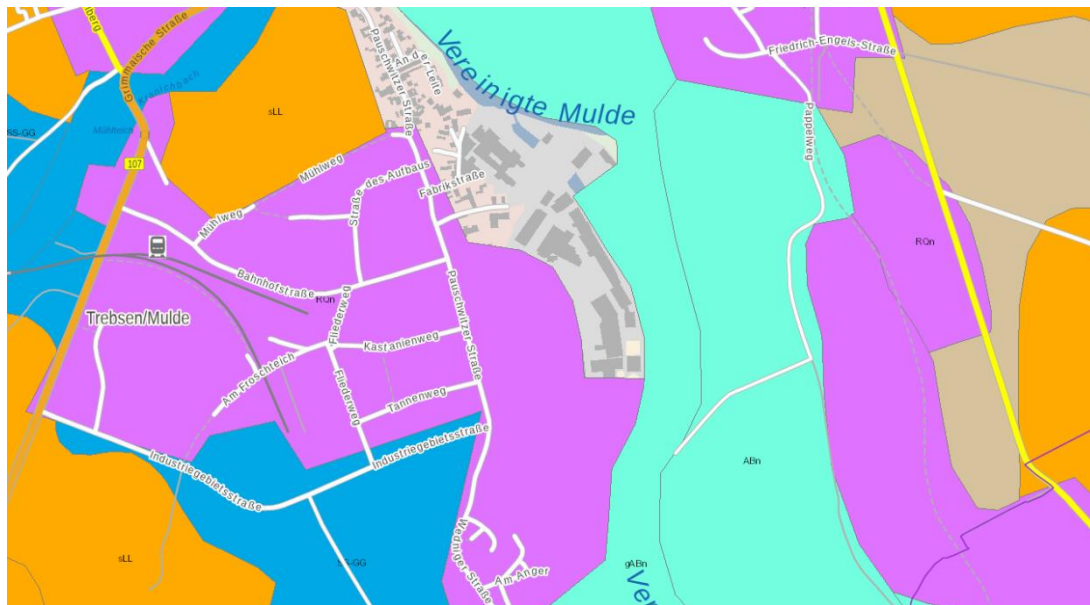 Grimmaische Straße
Pauschwitzer Straße
An der Leite
Vereinigte Mulde
Friedrich-Engels-Straße
Kranichbach
Mühlbach
SS-GG
sLL
107
Mühlweg
Straße des Aufbaus
Fabrikstraße
Pappelweg
Mühlweg
RQn
Bahnhofstraße
RQn
Trebsen/Mulde
Fliederweg
Pauschwitzer Straße
Kastanienweg
Am Froschteich
Fliederweg
Tannenweg
Industriegebietsstraße
Industriegebietsstraße
ABn
Wedniger Straße
sLL
SS-GG
gABn
Am Anger
Ver